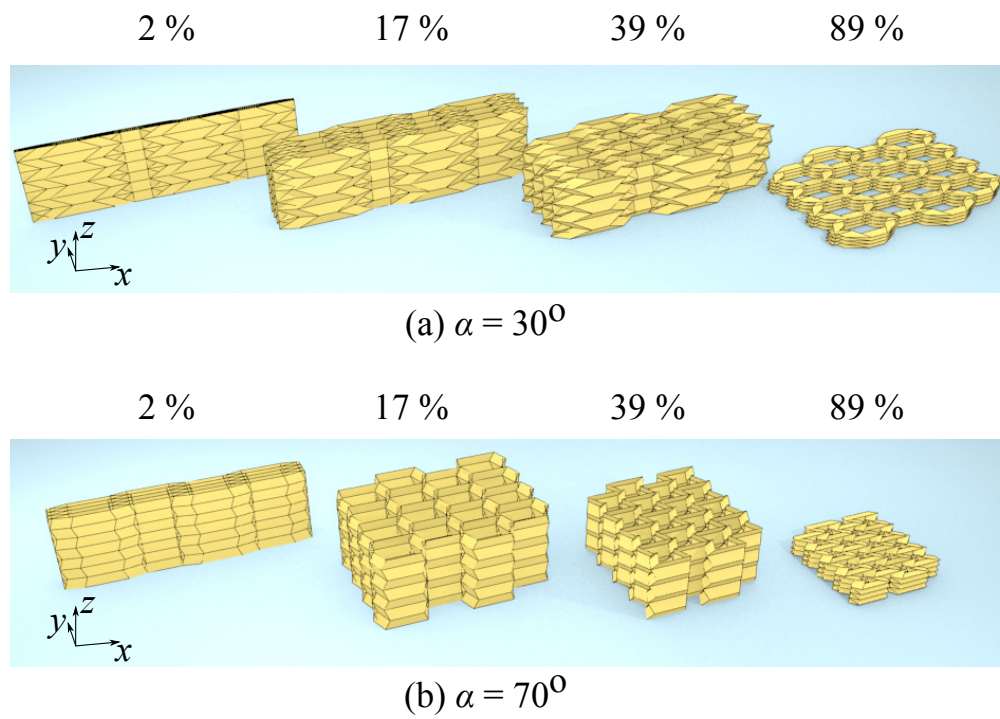 2 % 17 % 39 % 89 %
z
y
x
(a) α = 30°
2 % 17 % 39 % 89 %
z
y
x
(b) α = 70°